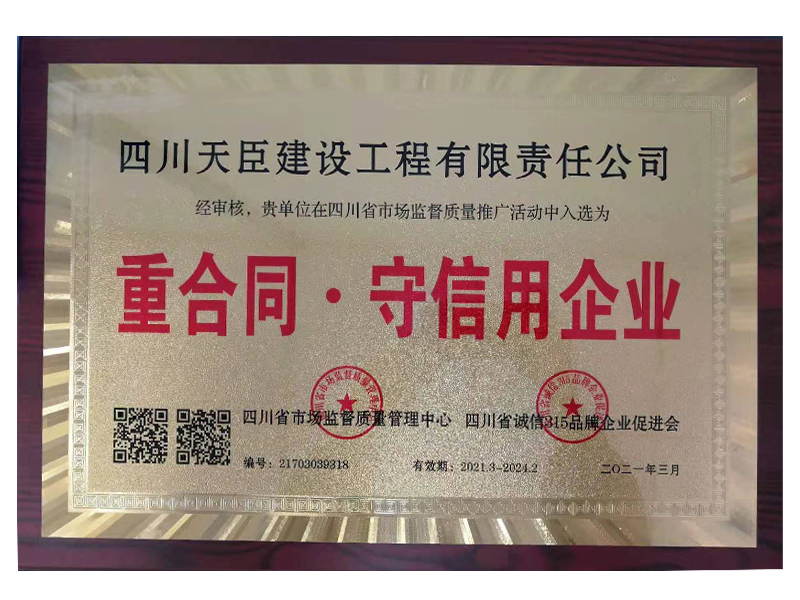 四川天臣建设工程有限责任公司
经审核，贵单位在四川省市场监督质量推广活动中入选为
重合同·守信用企业
四川省市场监督质量管理中心 四川省诚信315品牌企业促进会
编号：21703039318 有效期：2021.3-2024.2 二〇二一年三月